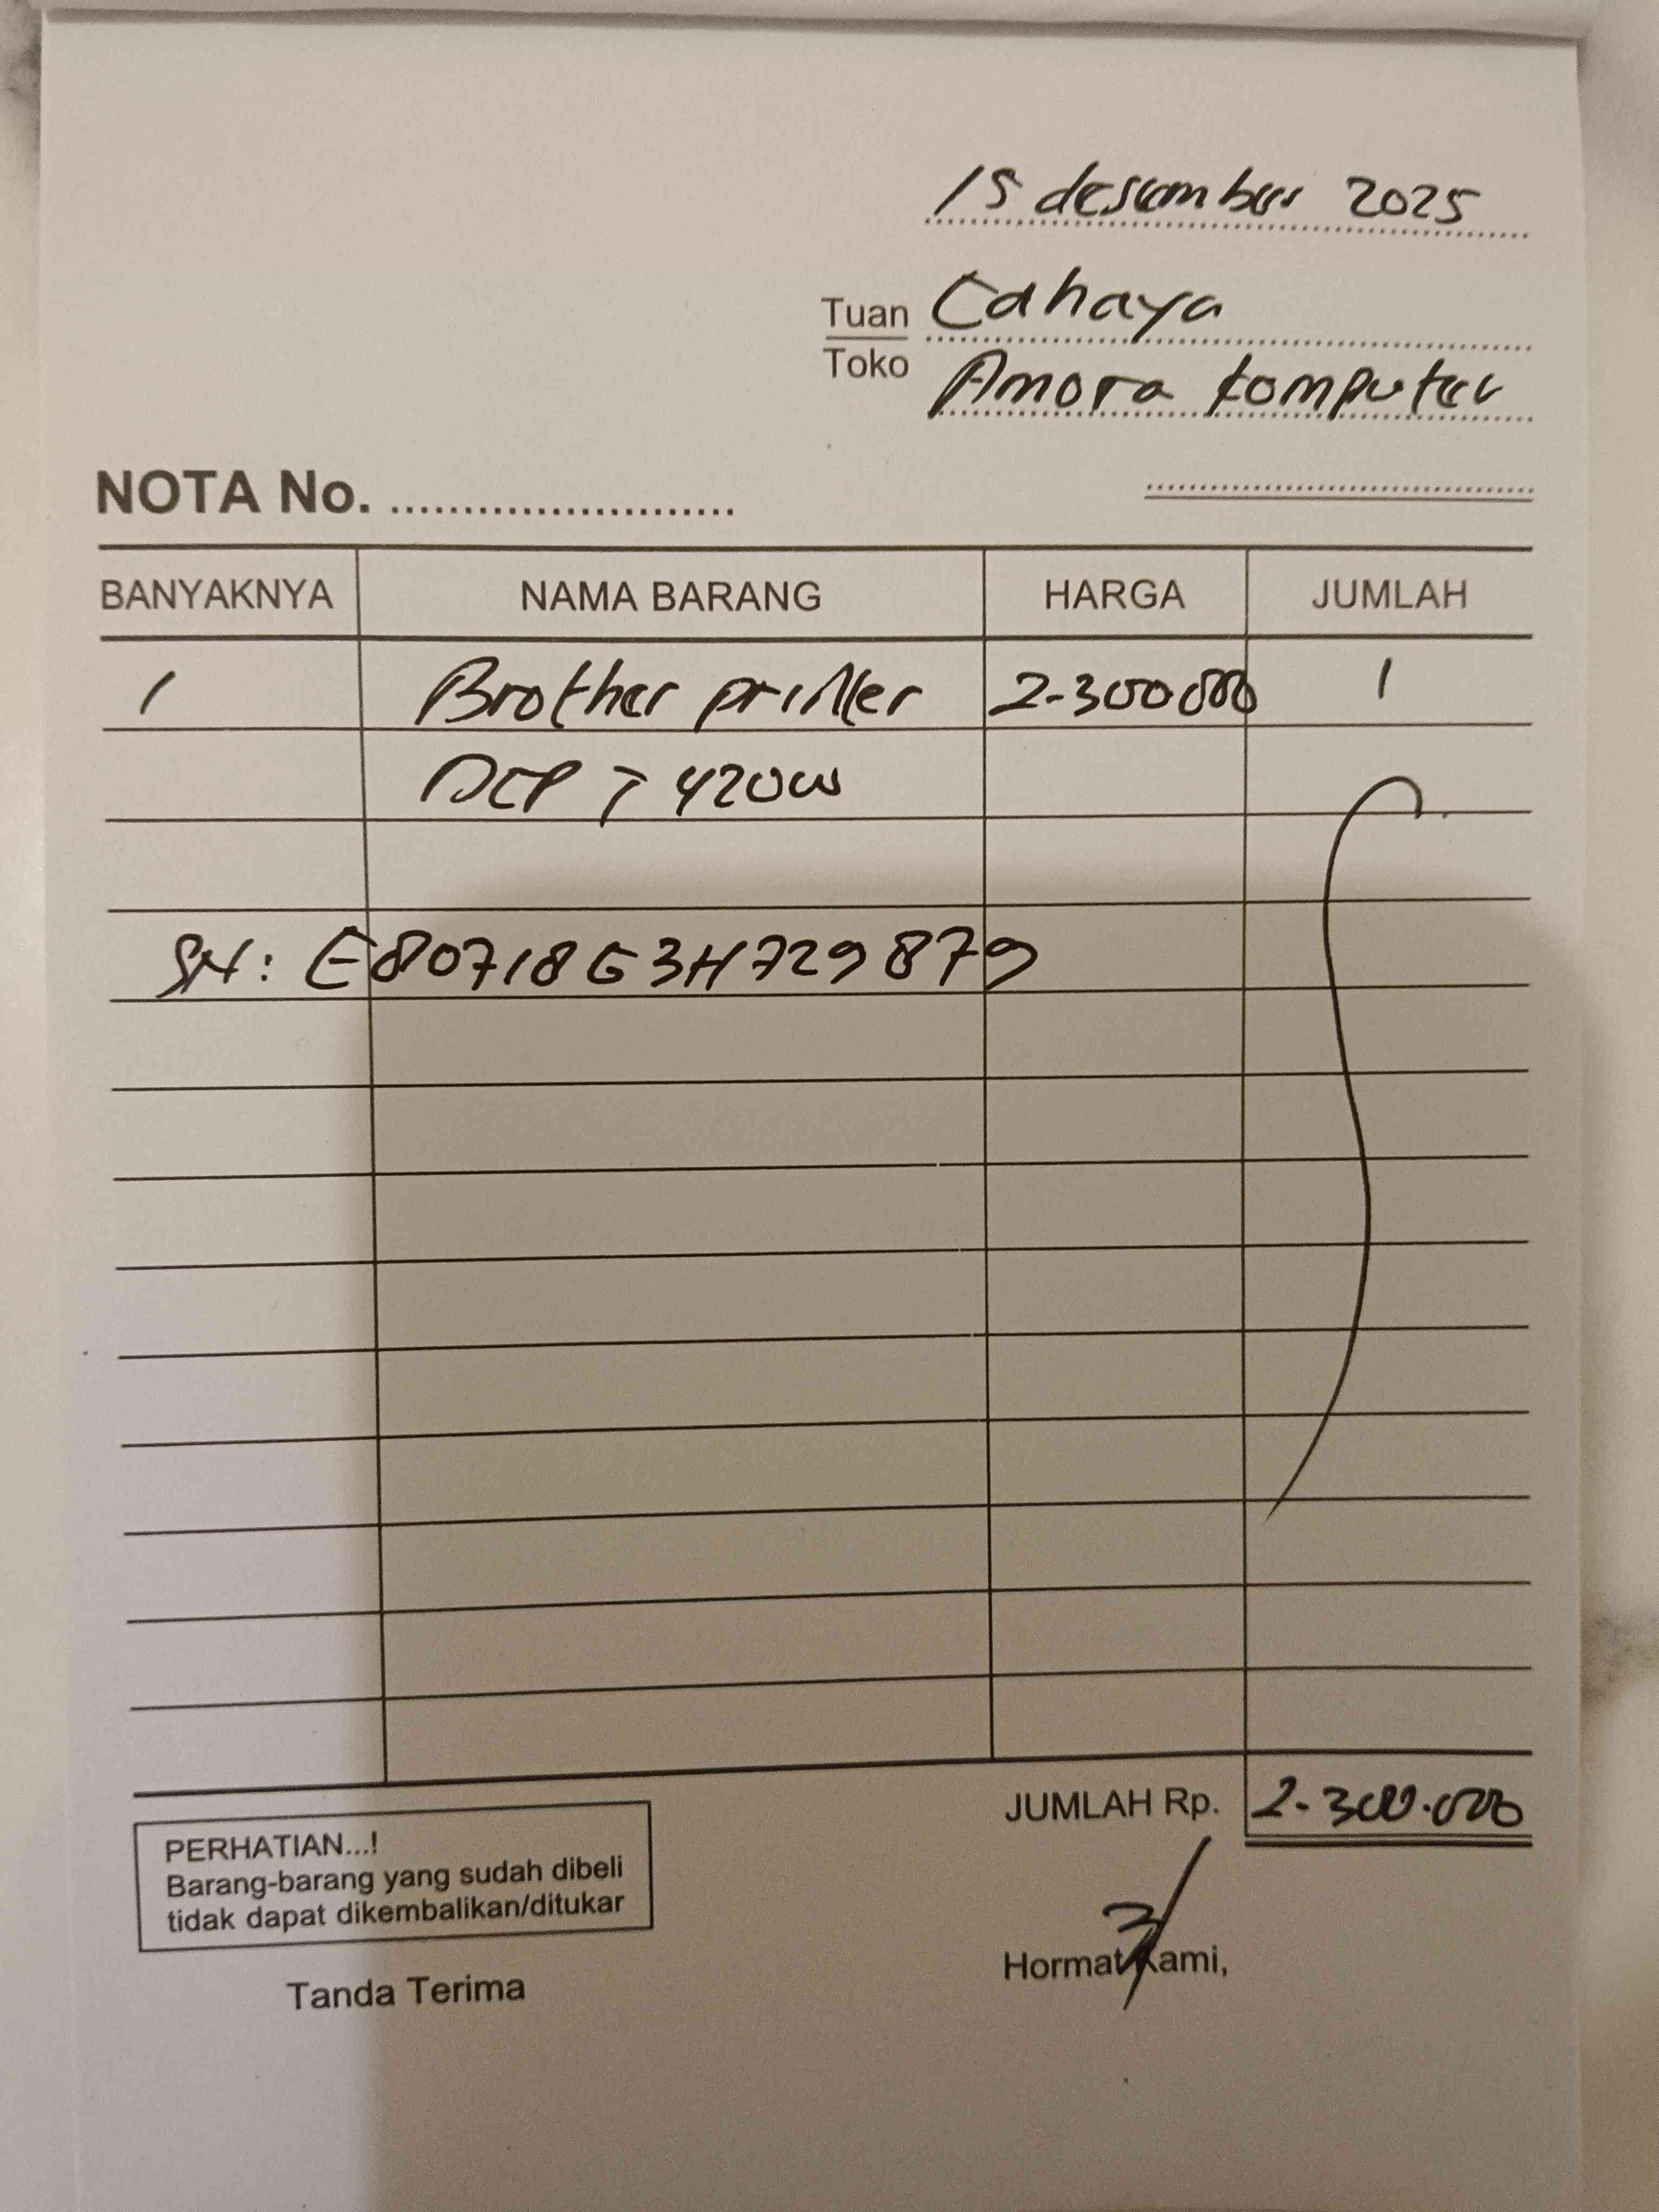 15 desember 2025
Tuan Cahaya
Toko Amora komputer
NOTA No. ........................
BANYAKNYA NAMA BARANG HARGA JUMLAH
1 Brother printer 2-300.000 1
DCP T 420W
SN: E80718G3H729879
JUMLAH Rp. 2-300.000
PERHATIAN...!
Barang-barang yang sudah dibeli
tidak dapat dikembalikan/ditukar
Tanda Terima
Hormat Kami,